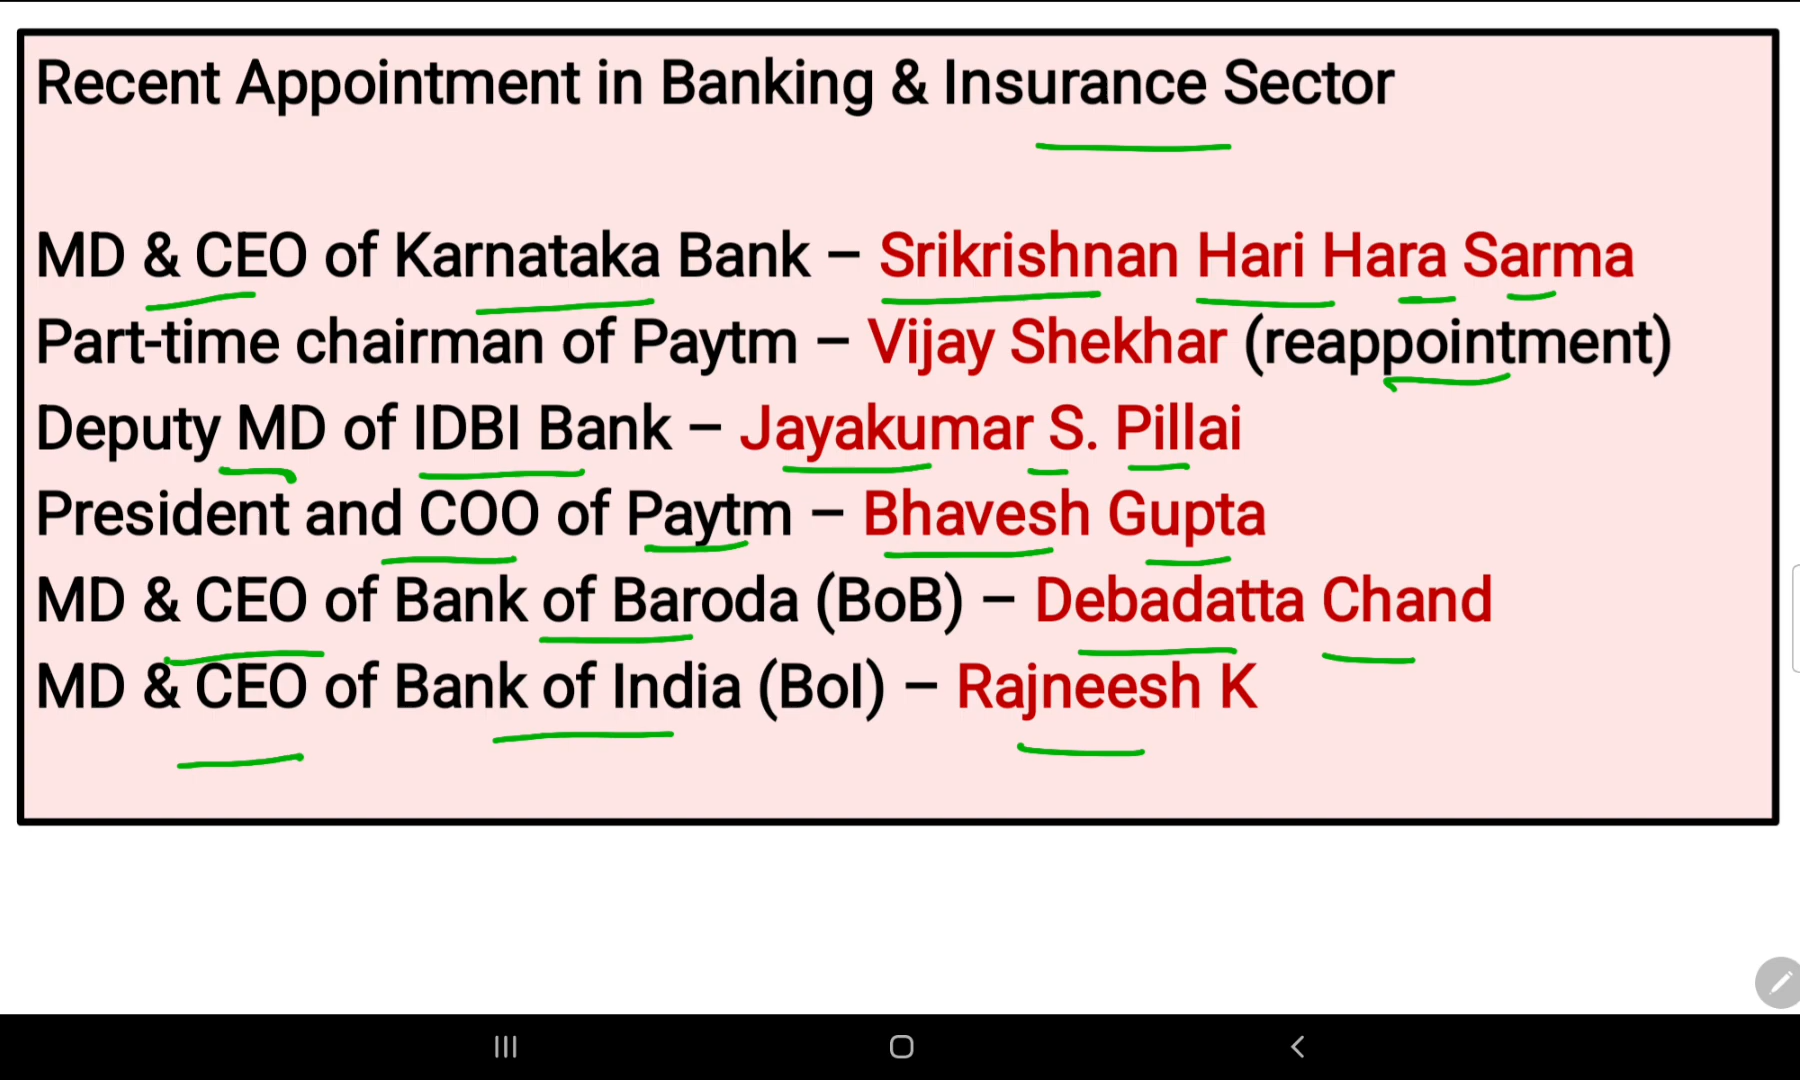 Recent Appointment in Banking & Insurance Sector
MD & CEO of Karnataka Bank – Srikrishnan Hari Hara Sarma
Part-time chairman of Paytm – Vijay Shekhar (reappointment)
Deputy MD of IDBI Bank – Jayakumar S. Pillai
President and COO of Paytm – Bhavesh Gupta
MD & CEO of Bank of Baroda (BoB) – Debadatta Chand
MD & CEO of Bank of India (BoI) – Rajneesh K